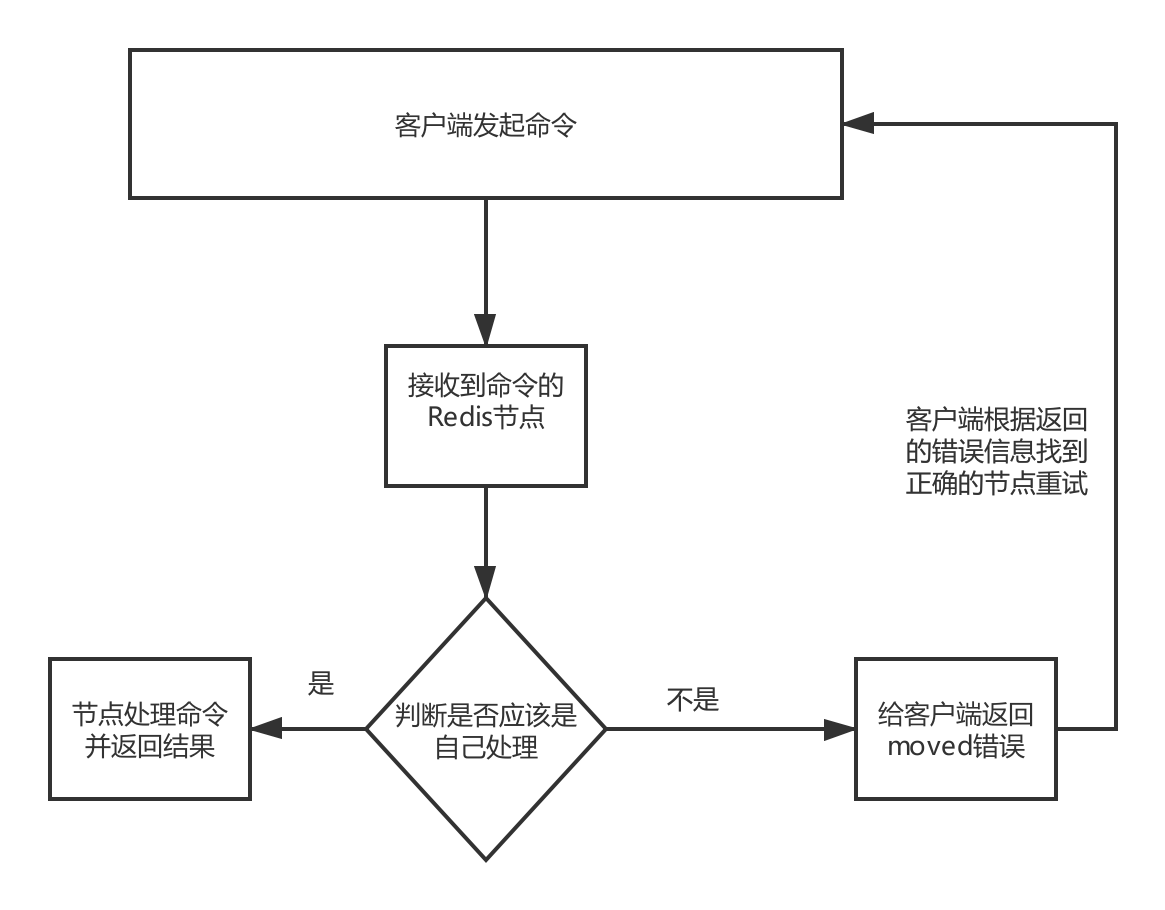 客户端发起命令
接收到命令的
Redis节点
客户端根据返回
的错误信息找到
正确的节点重试
是
不是
节点处理命令
并返回结果
判断是否应该是
自己处理
给客户端返回
moved错误